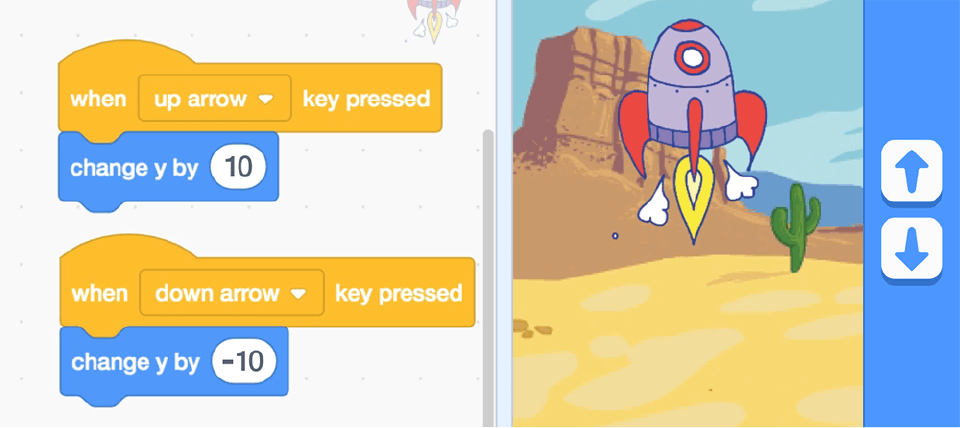 when up arrow key pressed
change y by 10
when down arrow key pressed
change y by -10